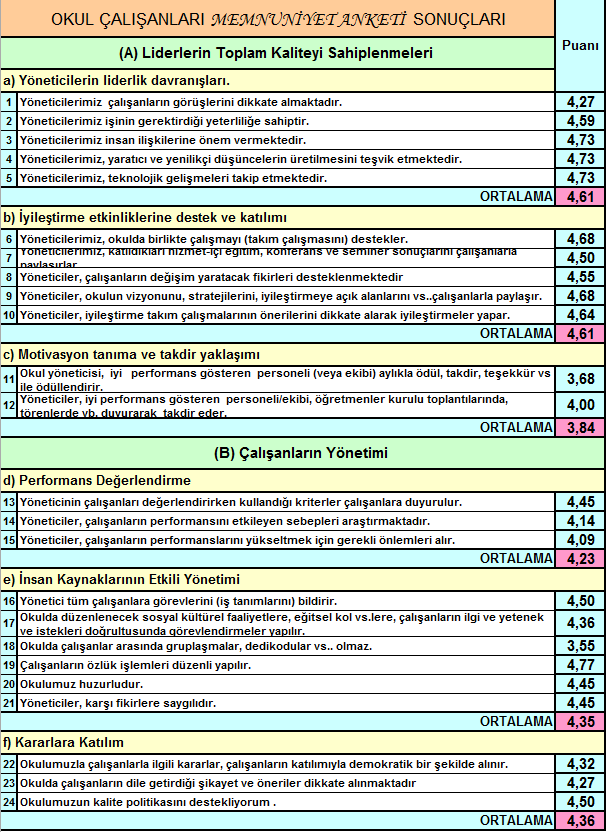 OKUL ÇALIŞANLARI MEMNUNİYET ANKETİ SONUÇLARI
Puanı
(A) Liderlerin Toplam Kaliteyi Sahiplenmeleri
a) Yöneticilerin liderlik davranışları.
1 Yöneticilerimiz çalışanların görüşlerini dikkate almaktadır. 4,27
2 Yöneticilerimiz işinin gerektirdiği yeterliliğe sahiptir. 4,59
3 Yöneticilerimiz insan ilişkilerine önem vermektedir. 4,73
4 Yöneticilerimiz, yaratıcı ve yenilikçi düşüncelerin üretilmesini teşvik etmektedir. 4,73
5 Yöneticilerimiz, teknolojik gelişmeleri takip etmektedir. 4,73
ORTALAMA 4,61
b) İyileştirme etkinliklerine destek ve katılımı
6 Yöneticilerimiz, okulda birlikte çalışmayı (takım çalışmasını) destekler. 4,68
7 Yöneticilerimiz, katıldıkları hizmet-içi eğitim, konferans ve seminer sonuçlarını çalışanlarla 4,50
paylaşırlar.
8 Yöneticiler, çalışanların değişim yaratacak fikirleri desteklenmektedir 4,55
9 Yöneticiler, okulun vizyonunu, stratejilerini, iyileştirmeye açık alanlarını vs..çalışanlarla paylaşır. 4,68
10 Yöneticiler, iyileştirme takım çalışmalarının önerilerini dikkate alarak iyileştirmeler yapar. 4,64
ORTALAMA 4,61
c) Motivasyon tanıma ve takdir yaklaşımı
11 Okul yöneticisi, iyi performans gösteren personeli (veya ekibi) aylıkla ödül, takdir, teşekkür vs 3,68
ile ödüllendirir.
12 Yöneticiler, iyi performans gösteren personeli/ekibi, öğretmenler kurulu toplantılarında, 4,00
törenlerde vb. duyurarak takdir eder.
ORTALAMA 3,84
(B) Çalışanların Yönetimi
d) Performans Değerlendirme
13 Yöneticinin çalışanları değerlendirirken kullandığı kriterler çalışanlara duyurulur. 4,45
14 Yöneticiler, çalışanların performansını etkileyen sebepleri araştırmaktadır. 4,14
15 Yöneticiler, çalışanların performanslarını yükseltmek için gerekli önlemleri alır. 4,09
ORTALAMA 4,23
e) İnsan Kaynaklarının Etkili Yönetimi
16 Yönetici tüm çalışanlara görevlerini (iş tanımlarını) bildirir. 4,50
17 Okulda düzenlenecek sosyal kültürel faaliyetlere, eğitsel kol vs.lere, çalışanların ilgi ve yetenek 4,36
ve istekleri doğrultusunda görevlendirmeler yapılır.
18 Okulda çalışanlar arasında gruplaşmalar, dedikodular vs.. olmaz. 3,55
19 Çalışanların özlük işlemleri düzenli yapılır. 4,77
20 Okulumuz huzurludur. 4,45
21 Yöneticiler, karşı fikirlere saygılıdır. 4,45
ORTALAMA 4,35
f) Kararlara Katılım
22 Okulumuzla çalışanlarla ilgili kararlar, çalışanların katılımıyla demokratik bir şekilde alınır. 4,32
23 Okulda çalışanların dile getirdiği şikayet ve öneriler dikkate alınmaktadır 4,27
24 Okulumuzun kalite politikasını destekliyorum . 4,50
ORTALAMA 4,36